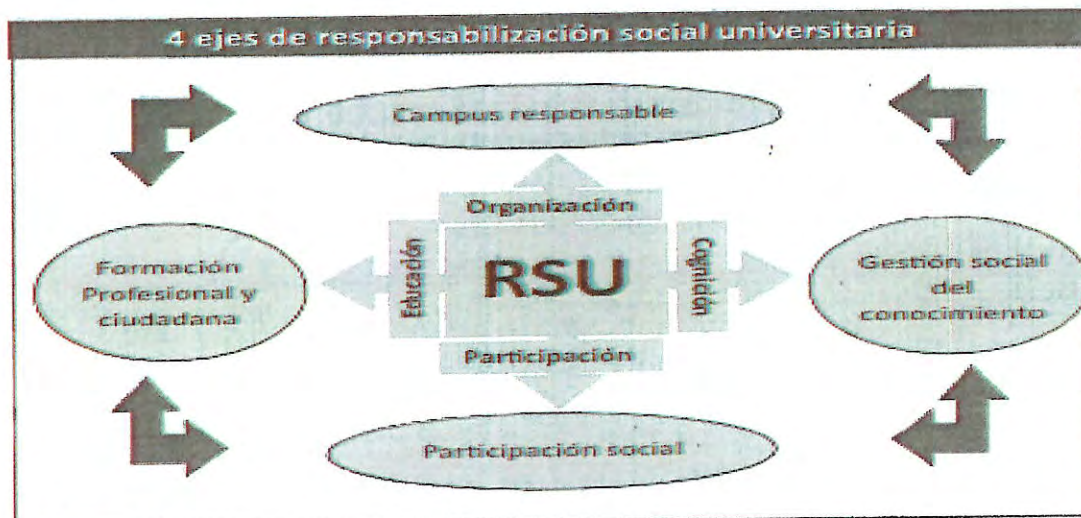 4 ejes de responsabilización social universitaria
Campus responsable
Organización
Educación
RSU
Cognición
Formación
Profesional y
ciudadana
Gestión social
del
conocimiento
Participación
Participación social